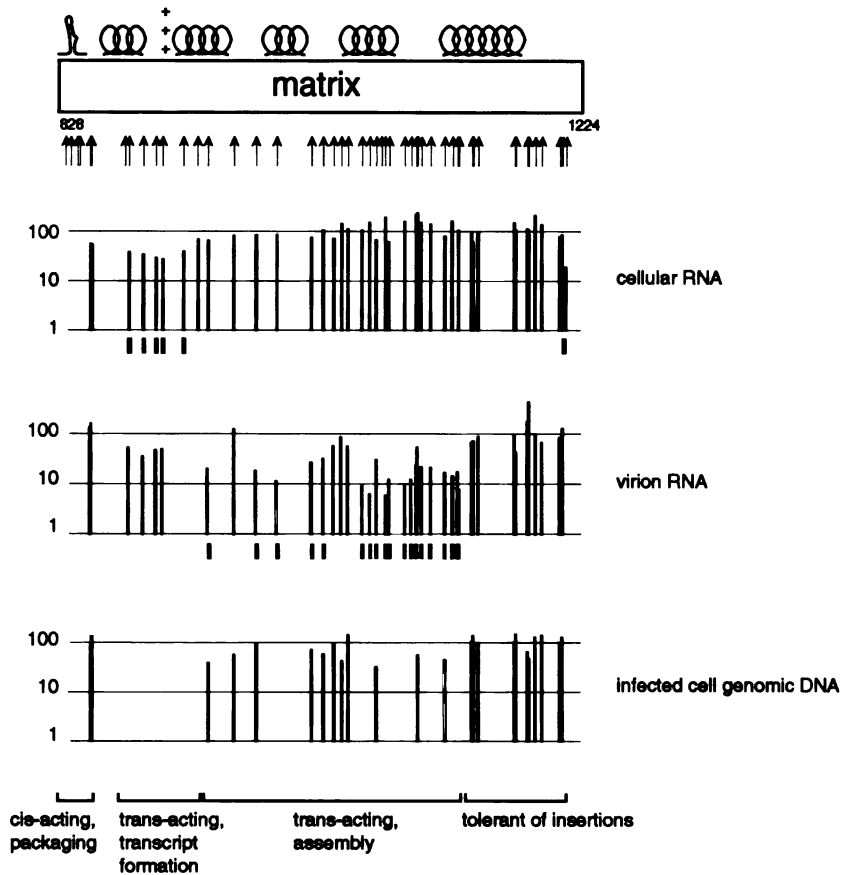 +
+
+
matrix
826 1224
100
10
1
cellular RNA
100
10
1
virion RNA
100
10
1
infected cell genomic DNA
cis-acting,
packaging
trans-acting,
transcript
formation
trans-acting,
assembly
tolerant of insertions